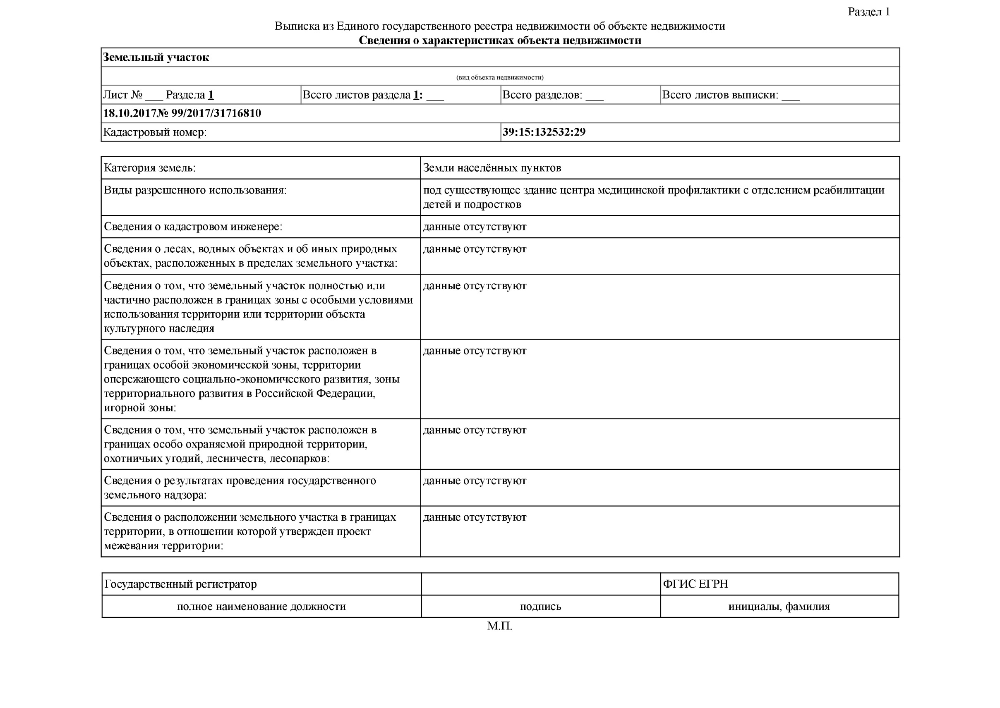 Раздел 1
Выписка из Единого государственного реестра недвижимости об объекте недвижимости
Сведения о характеристиках объекта недвижимости
Земельный участок
(вид объекта недвижимости)
Лист № ___ Раздела 1 Всего листов раздела 1: ___ Всего разделов: ___ Всего листов выписки: ___
18.10.2017№ 99/2017/31716810
Кадастровый номер: 39:15:132532:29
Категория земель: Земли населённых пунктов
Виды разрешенного использования: под существующее здание центра медицинской профилактики с отделением реабилитации
детей и подростков
Сведения о кадастровом инженере: данные отсутствуют
Сведения о лесах, водных объектах и об иных природных данные отсутствуют
объектах, расположенных в пределах земельного участка:
Сведения о том, что земельный участок полностью или данные отсутствуют
частично расположен в границах зоны с особыми условиями
использования территории или территории объекта
культурного наследия
Сведения о том, что земельный участок расположен в данные отсутствуют
границах особой экономической зоны, территории
опережающего социально-экономического развития, зоны
территориального развития в Российской Федерации,
игорной зоны:
Сведения о том, что земельный участок расположен в данные отсутствуют
границах особо охраняемой природной территории,
охотничьих угодий, лесничеств, лесопарков:
Сведения о результатах проведения государственного данные отсутствуют
земельного надзора:
Сведения о расположении земельного участка в границах данные отсутствуют
территории, в отношении которой утвержден проект
межевания территории:
Государственный регистратор ФГИС ЕГРН
полное наименование должности подпись инициалы, фамилия
М.П.